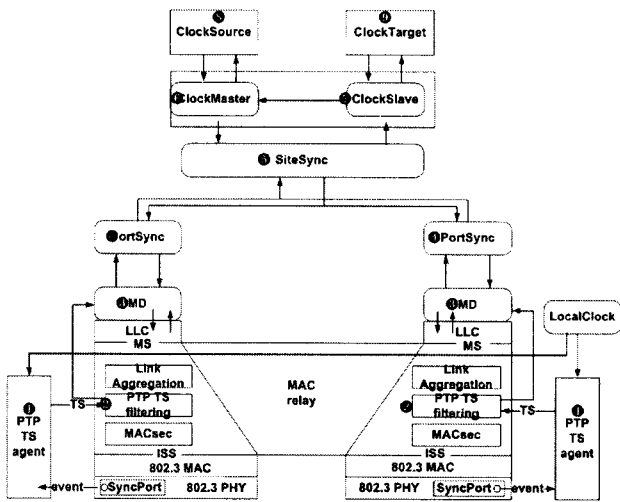 ClockSource
ClockTarget
ClockMaster
ClockSlave
SiteSync
ortSync
PortSync
MD
MD
LocalClock
LLC
MS
LLC
MS
Link
Aggregation
PTP TS
filtering
MACsec
MAC
relay
Link
Aggregation
PTP TS
filtering
MACsec
PTP
TS
agent
TS
TS
PTP
TS
agent
ISS
802.3 MAC
ISS
802.3 MAC
event
SyncPort
802.3 PHY
802.3 PHY
SyncPort
event